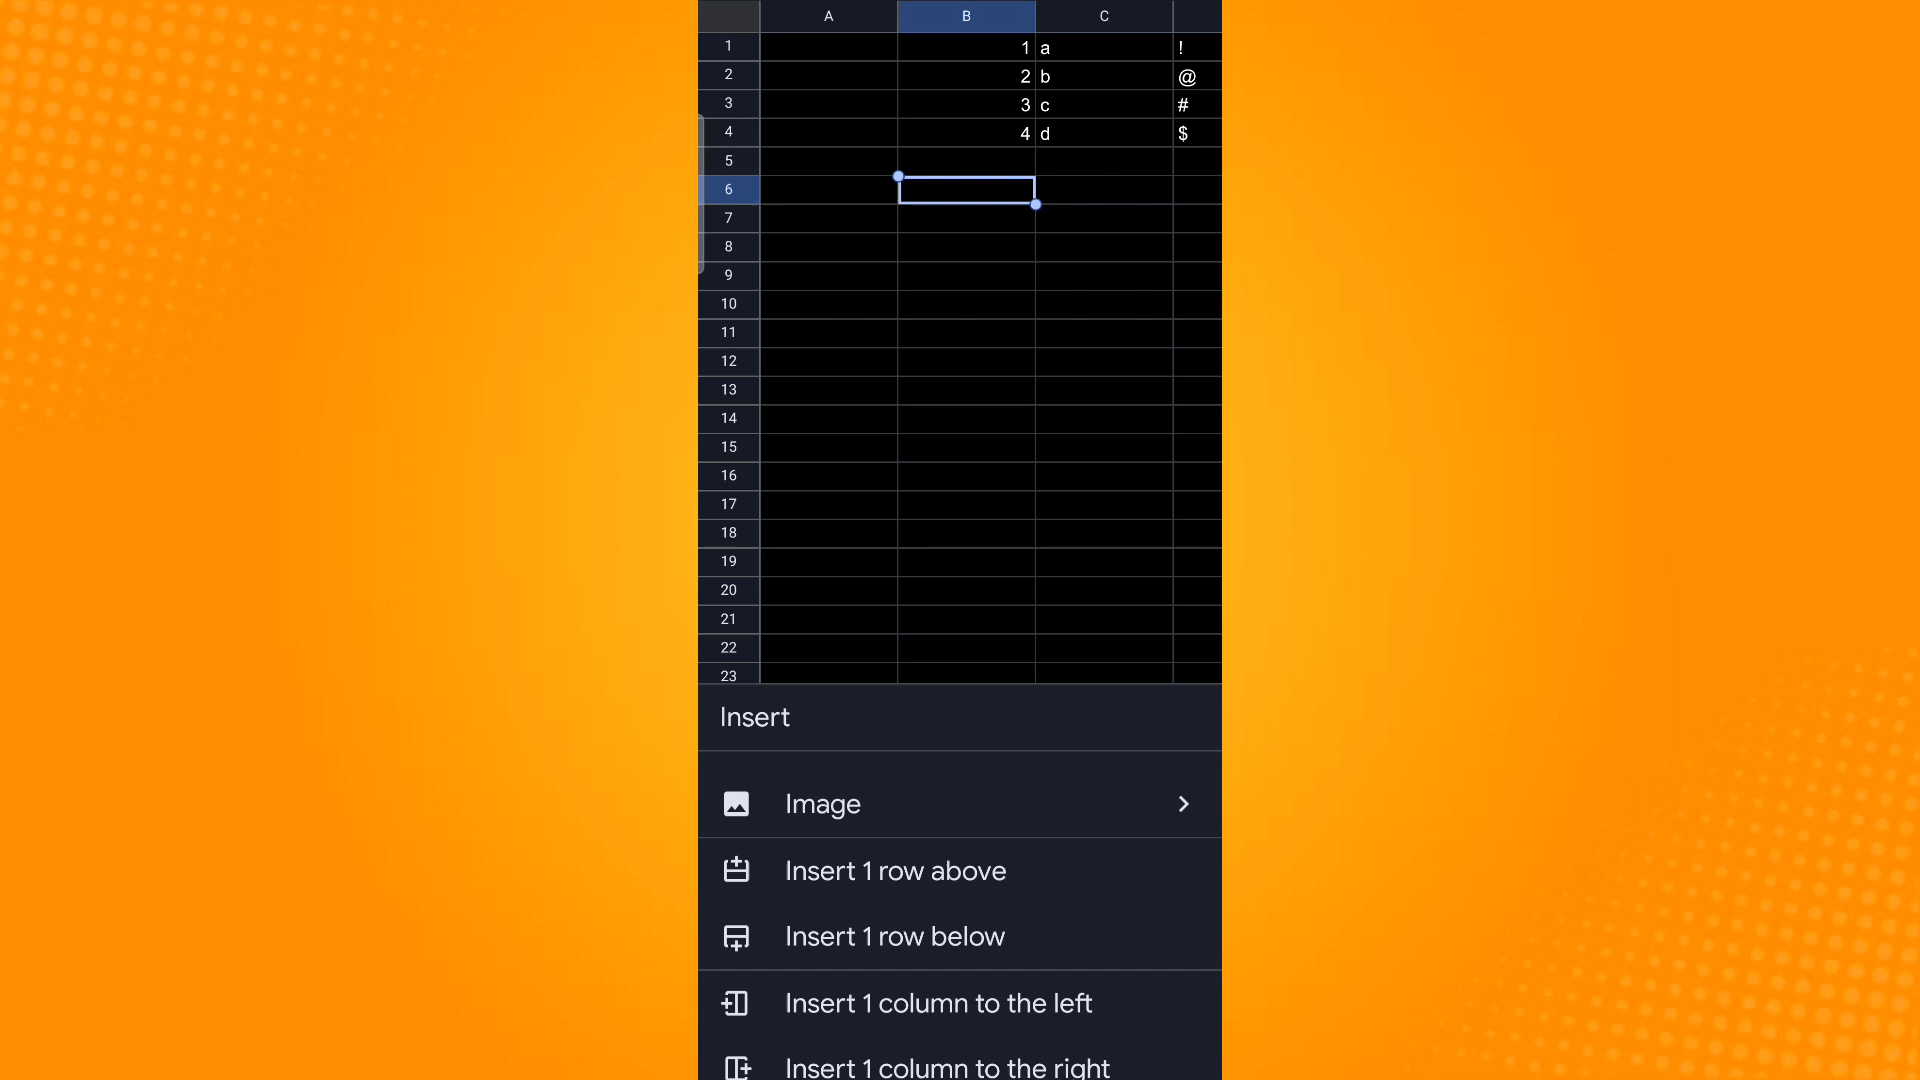 A B C
1 1 a !
2 2 b @
3 3 c #
4 4 d $
5
6
7
8
9
10
11
12
13
14
15
16
17
18
19
20
21
22
23
Insert
Image
Insert 1 row above
Insert 1 row below
Insert 1 column to the left
Insert 1 column to the right